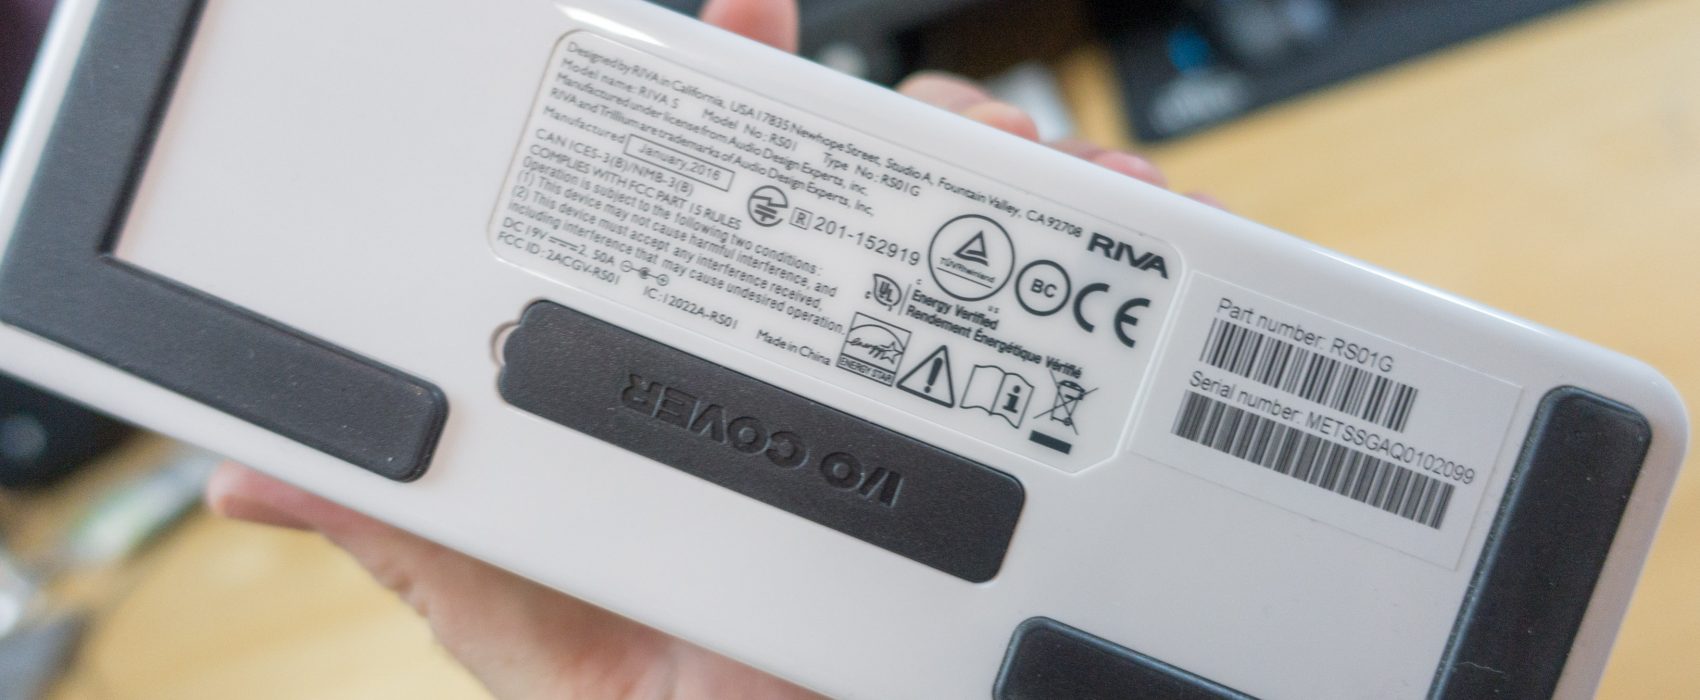 Designed by RIVA in California, USA 17835 Newhope Street, Studio A, Fountain Valley, CA 92708
Model name: RIVA S Model No: RS01 Type No: RS01G
Manufactured under license from Audio Design Experts, inc.
RIVA and Trillium are trademarks of Audio Design Experts, Inc,
Manufactured January, 2016
CAN ICES-3(B)/NMB-3(B)
COMPLIES WITH FCC PART 15 RULES
Operation is subject to the following two conditions:
(1) This device may not cause harmful interference, and
(2) This device must accept any interference received,
including interference that may cause undesired operation.
DC 19V 2.50A
FCC ID: 2ACGV-RS01 IC: 12022A-RS01 Made in China
R 201-152919
TÜVRheinland
BC
CE
RIVA
c UL us
Energy Verified
Rendement Énergétique Vérifié
energy
ENERGY STAR
i
I/O COVER
Part number: RS01G
Serial number: METSSGAQ0102099